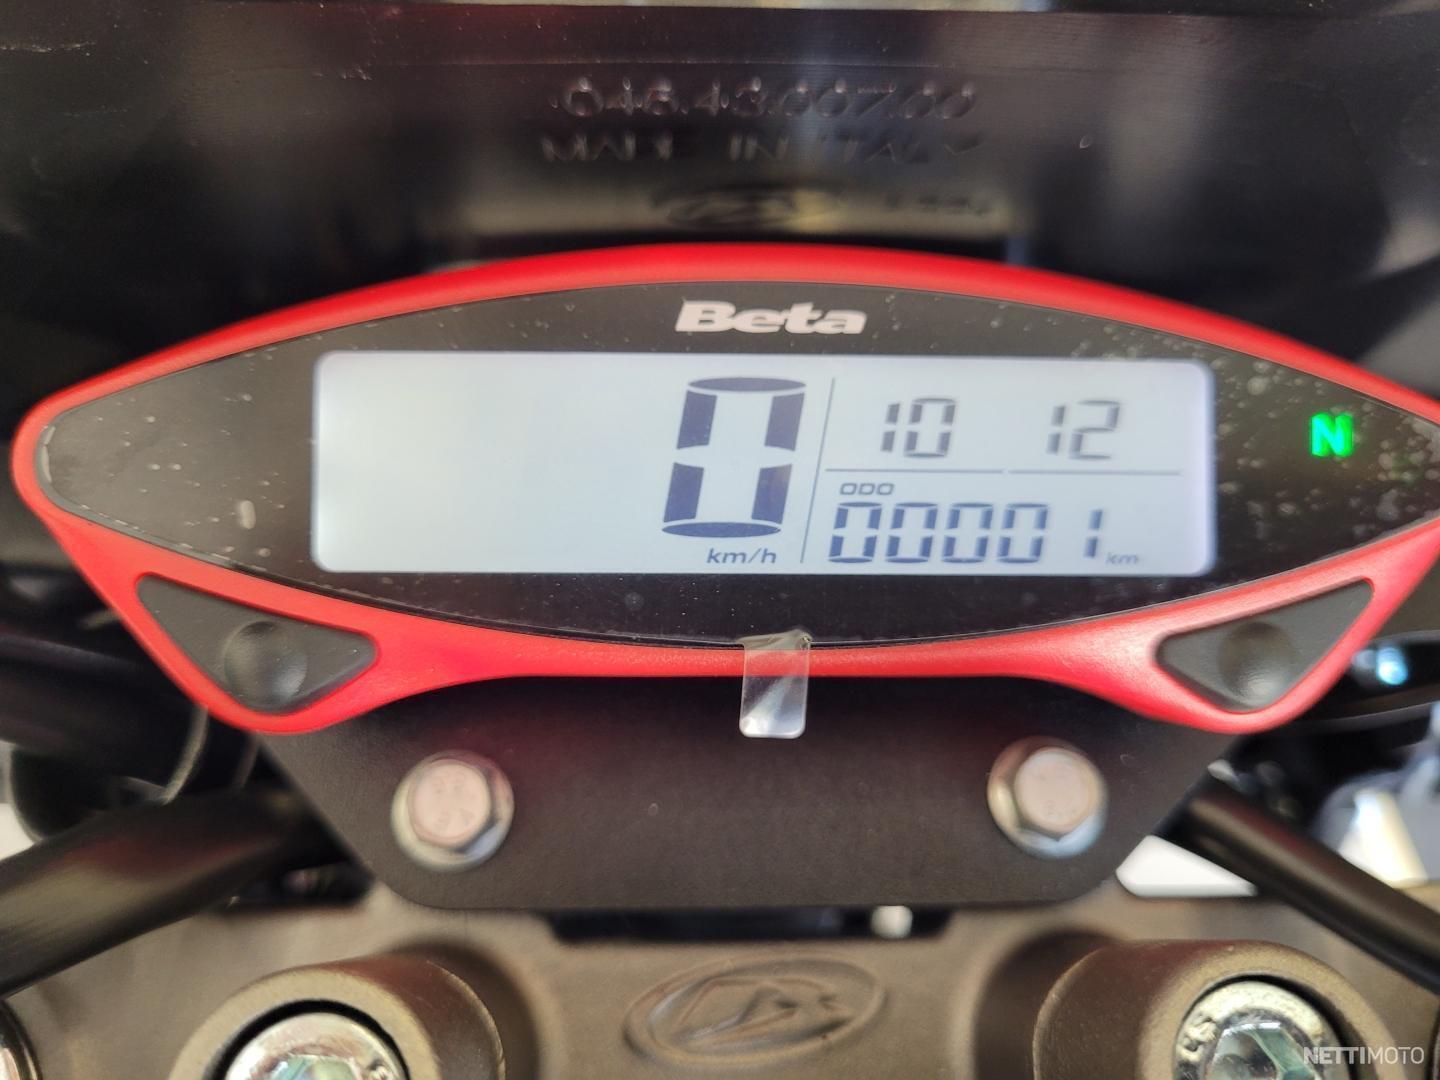 046.43.007.00
MADE IN ITALY
Beta
0 km/h
10 12
N
ODO
00001 km
NETTIMOTO